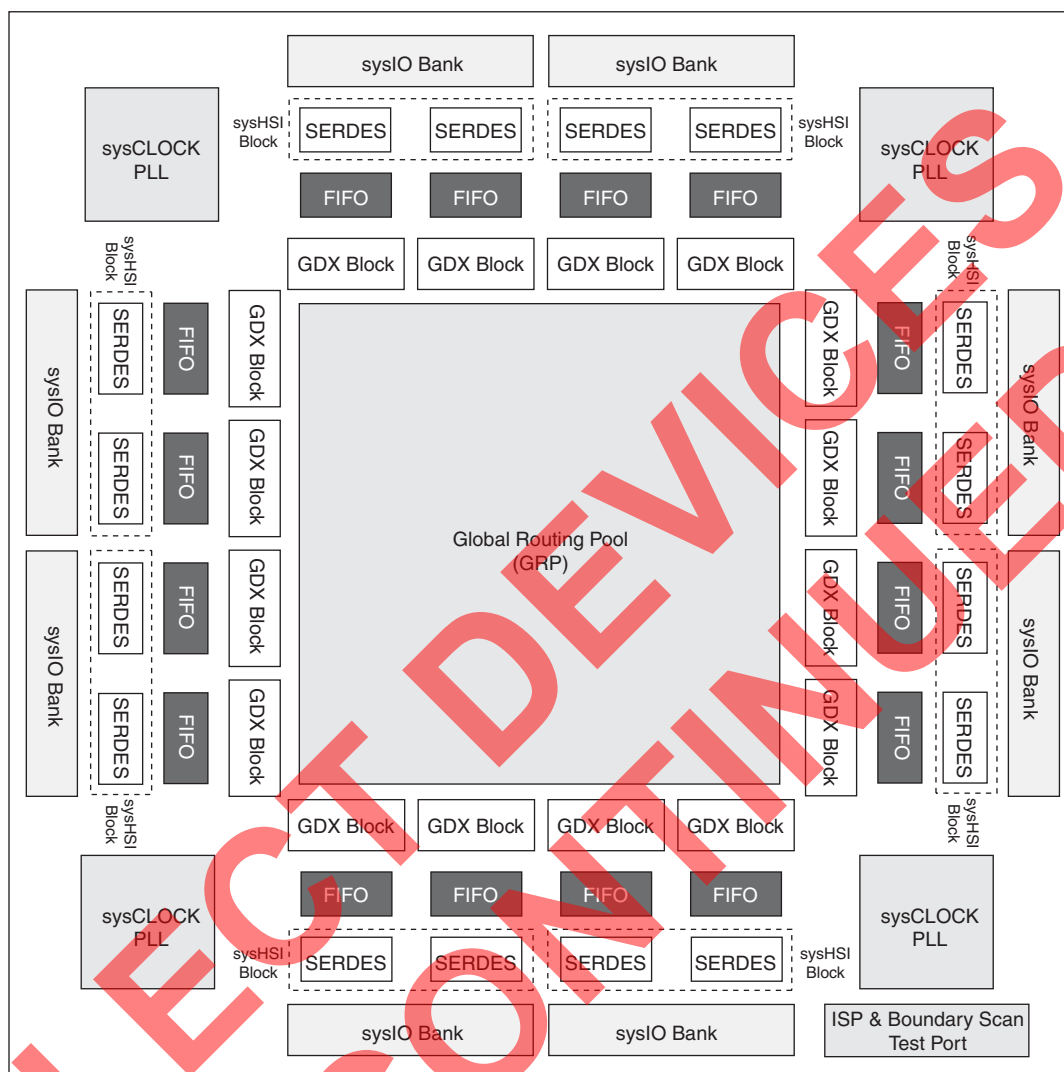 sysIO Bank
sysIO Bank
sysCLOCK
PLL
sysHSI
Block
SERDES
SERDES
SERDES
SERDES
sysHSI
Block
sysCLOCK
PLL
FIFO
FIFO
FIFO
FIFO
GDX Block
GDX Block
GDX Block
GDX Block
sysHSI
Block
sysHSI
Block
sysIO Bank
SERDES
FIFO
GDX Block
GDX Block
FIFO
SERDES
sysIO Bank
SERDES
FIFO
GDX Block
GDX Block
FIFO
SERDES
Global Routing Pool
(GRP)
sysIO Bank
SERDES
FIFO
GDX Block
GDX Block
FIFO
SERDES
sysIO Bank
SERDES
FIFO
GDX Block
GDX Block
FIFO
SERDES
sysHSI
Block
sysHSI
Block
GDX Block
GDX Block
GDX Block
GDX Block
sysCLOCK
PLL
FIFO
FIFO
FIFO
FIFO
sysCLOCK
PLL
sysHSI
Block
SERDES
SERDES
SERDES
SERDES
sysHSI
Block
sysIO Bank
sysIO Bank
ISP & Boundary Scan
Test Port
DEVICES